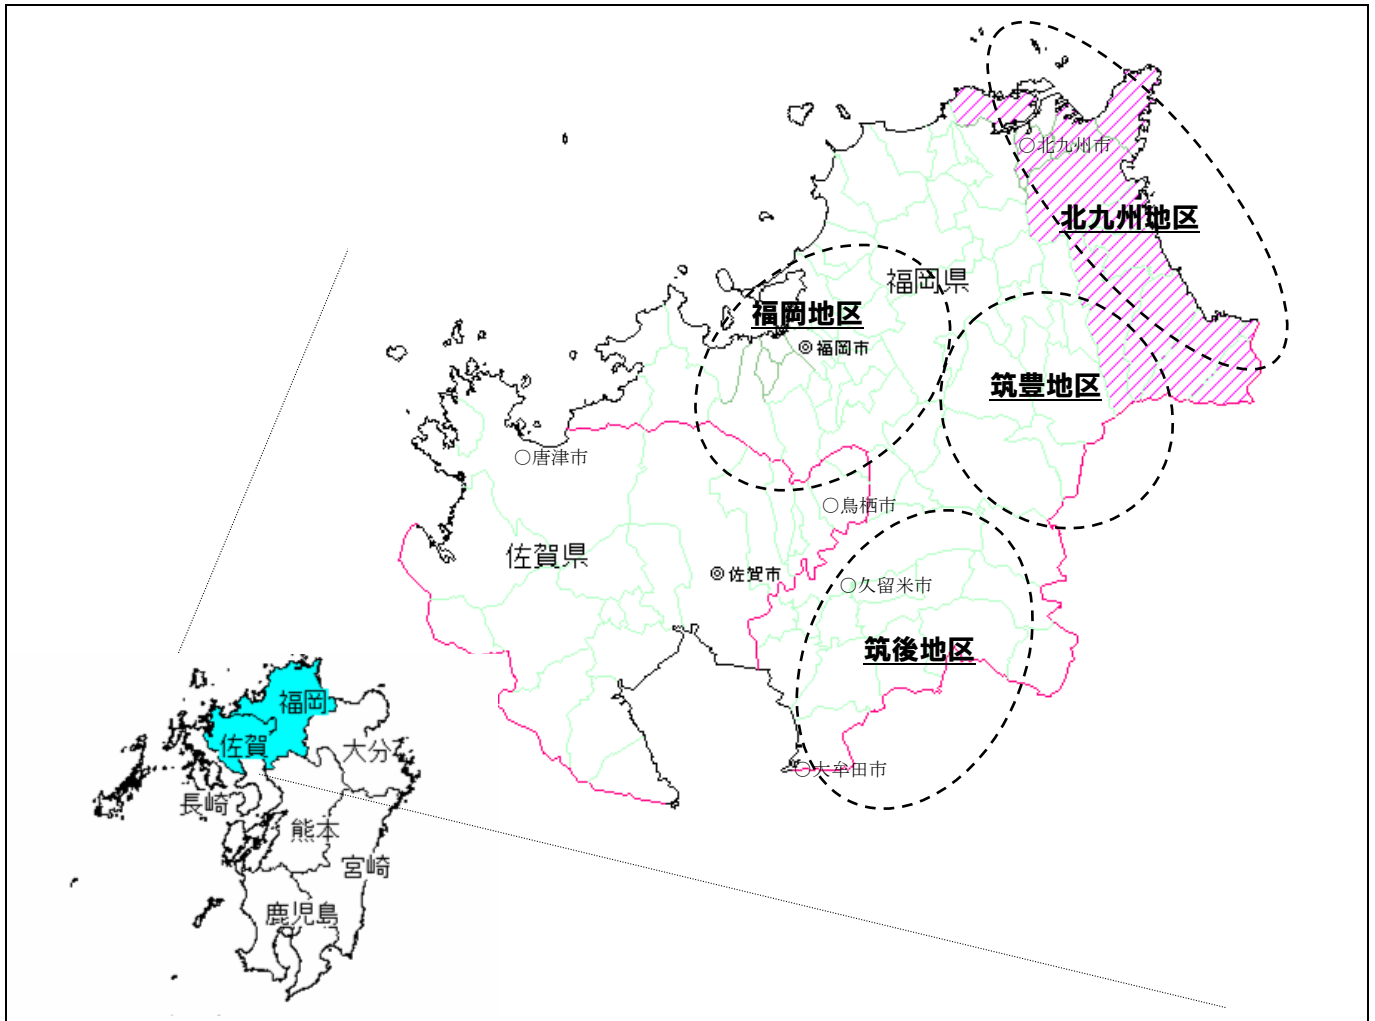 ○北九州市
北九州地区
福岡県
福岡地区
◎福岡市
筑豊地区
○唐津市
○鳥栖市
佐賀県
◎佐賀市
○久留米市
筑後地区
○大牟田市
福岡
佐賀
大分
長崎
熊本
宮崎
鹿児島